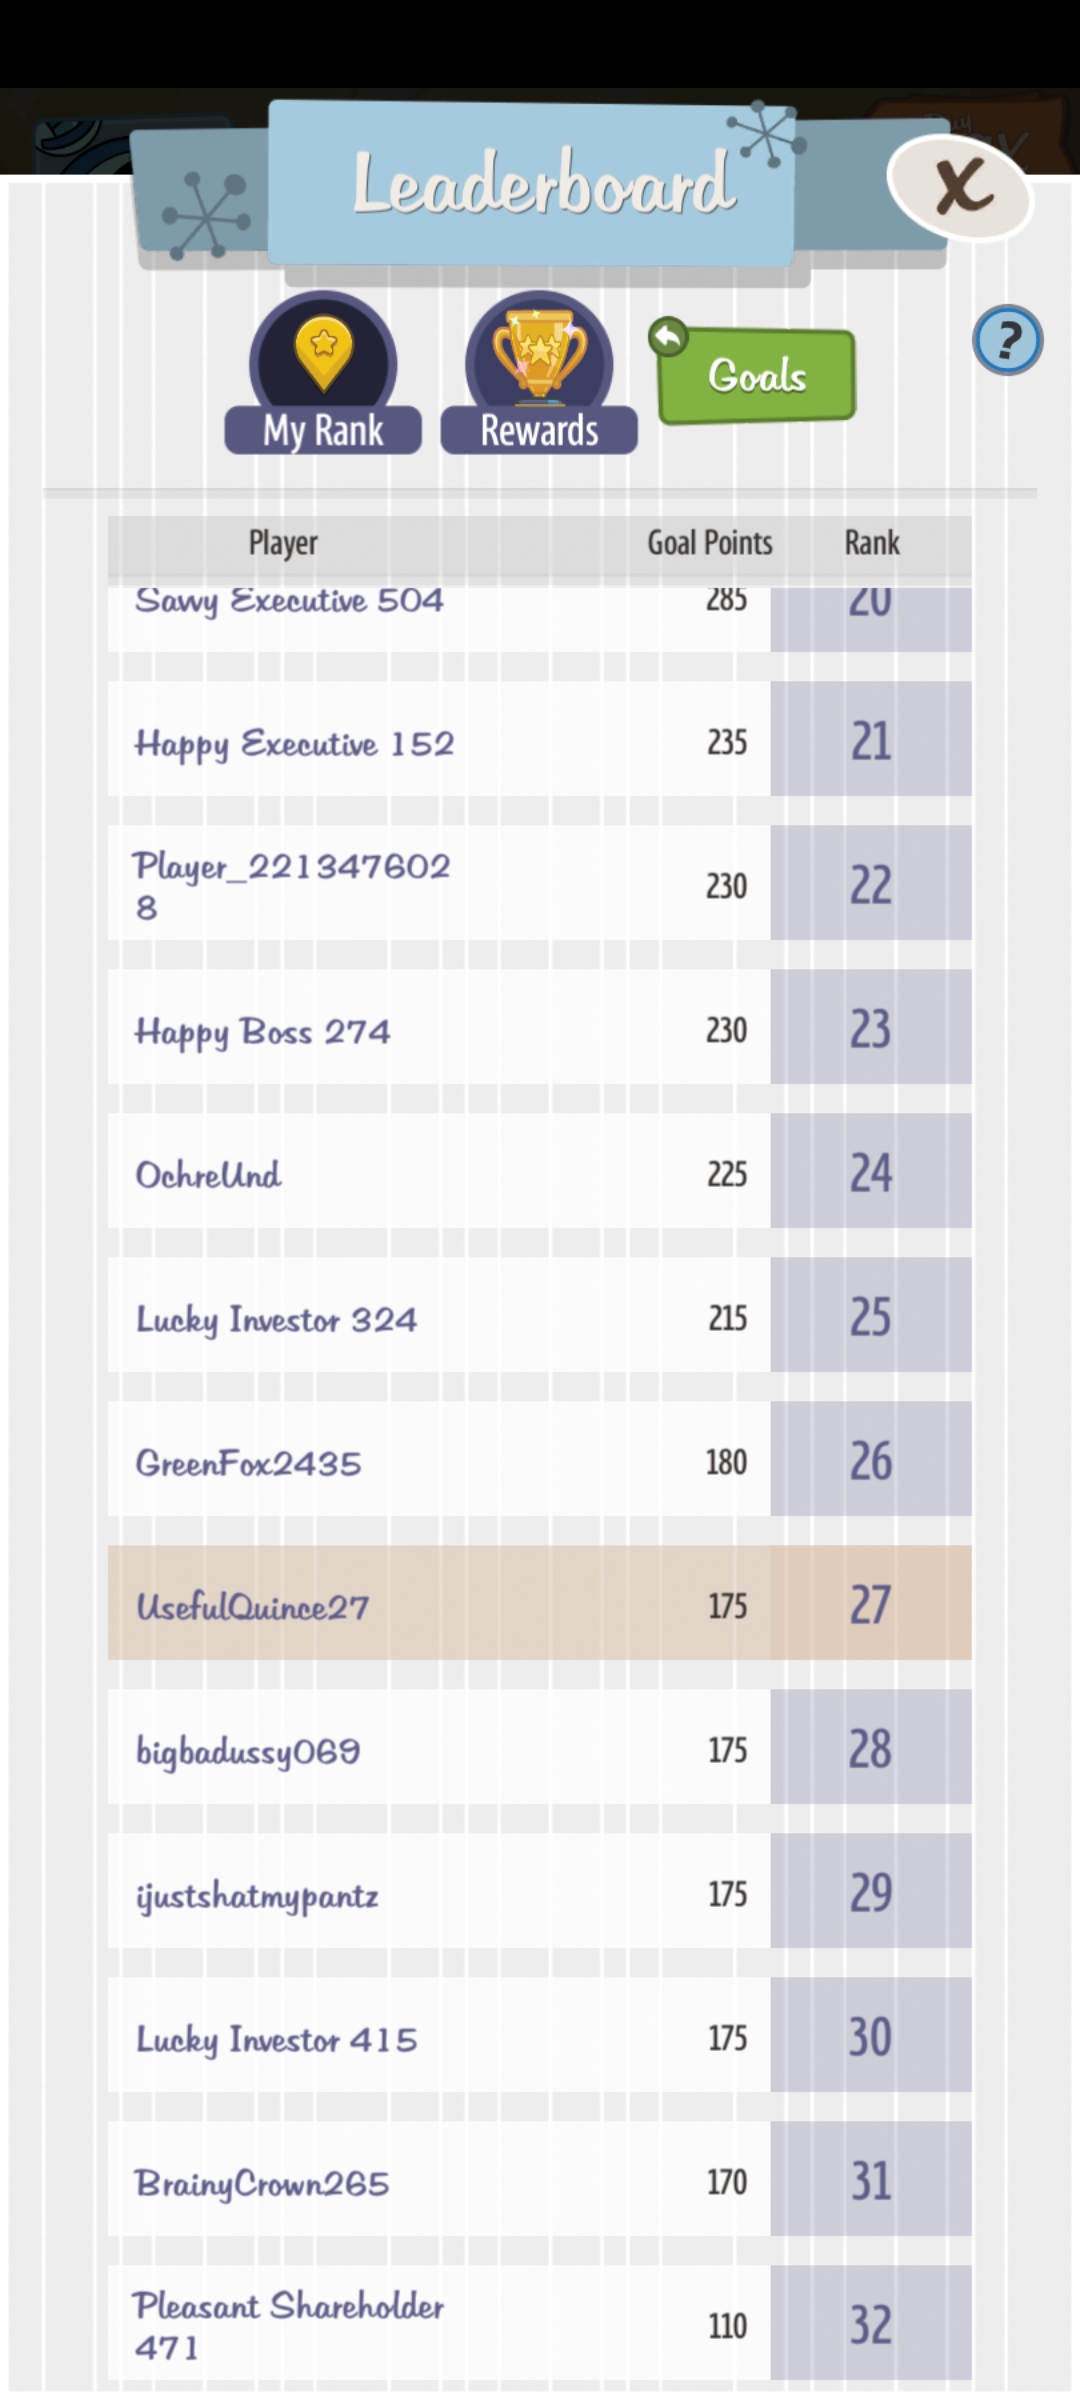 Leaderboard
X
My Rank
Rewards
Goals
?
Player Goal Points Rank
Savvy Executive 504 285 20
Happy Executive 152 235 21
Player_221347602
8 230 22
Happy Boss 274 230 23
OchreUnd 225 24
Lucky Investor 324 215 25
GreenFox2435 180 26
UsefulQuince27 175 27
bigbadussy069 175 28
ijustshatmypantz 175 29
Lucky Investor 415 175 30
BrainyCrown265 170 31
Pleasant Shareholder
471 110 32